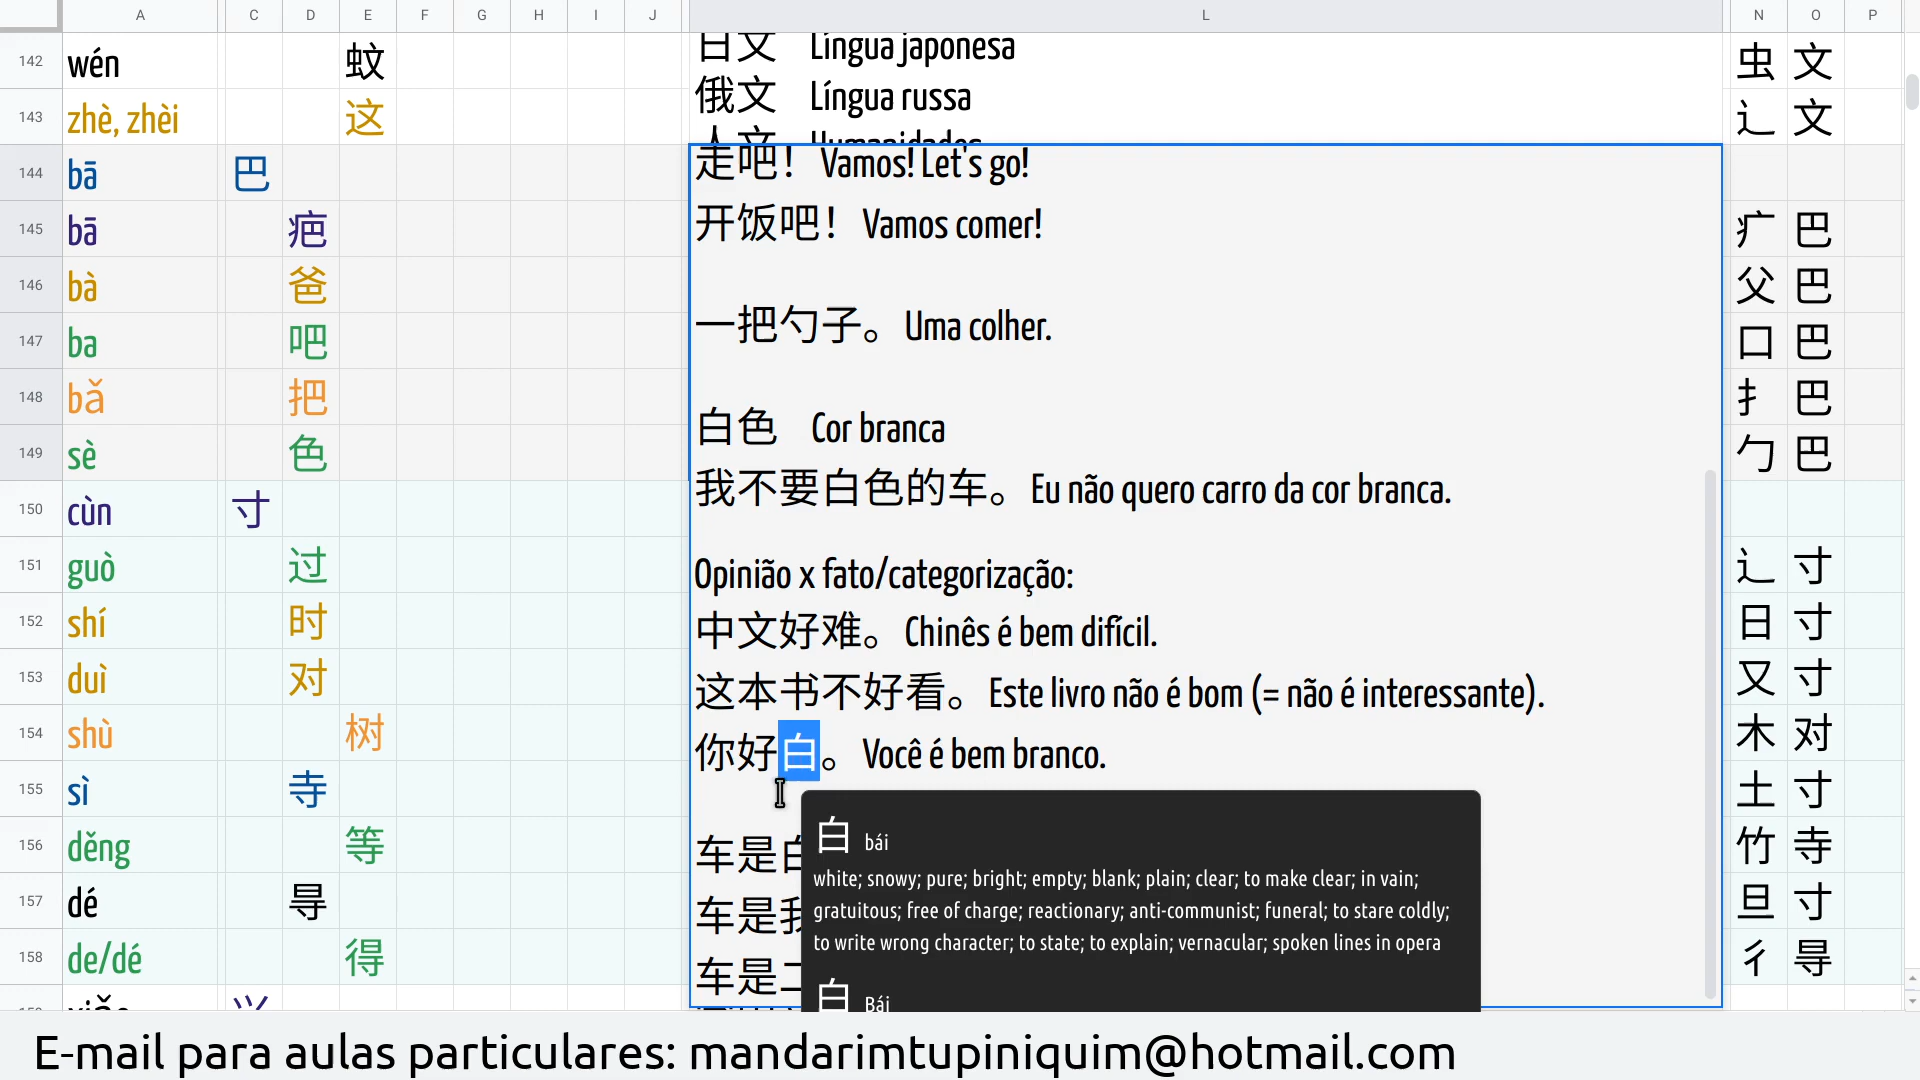 A C D E F G H I J L N O P
142 wén 蚊 虫 文
143 zhè, zhèi 这 辶 文
144 bā 巴
145 bā 疤 疒 巴
146 bà 爸 父 巴
147 ba 吧 口 巴
148 bǎ 把 扌 巴
149 sè 色 ⺈ 巴
150 cùn 寸
151 guò 过 辶 寸
152 shí 时 日 寸
153 duì 对 又 寸
154 shù 树 木 对
155 sì 寺 土 寸
156 děng 等 竹 寺
157 dé 㝵 旦 寸
158 de/dé 得 彳 㝵
日文 Língua japonesa
俄文 Língua russa
人文 Humanidades
走吧！ Vamos! Let's go!
开饭吧！ Vamos comer!
一把勺子。Uma colher.
白色 Cor branca
我不要白色的车。Eu não quero carro da cor branca.
Opinião x fato/categorização:
中文好难。Chinês é bem difícil.
这本书不好看。Este livro não é bom (= não é interessante).
你好白。Você é bem branco.
车是白
车是我
车是二
白 bái
white; snowy; pure; bright; empty; blank; plain; clear; to make clear; in vain;
gratuitous; free of charge; reactionary; anti-communist; funeral; to stare coldly;
to write wrong character; to state; to explain; vernacular; spoken lines in opera
白 Bái
E-mail para aulas particulares: mandarimtupiniquim@hotmail.com